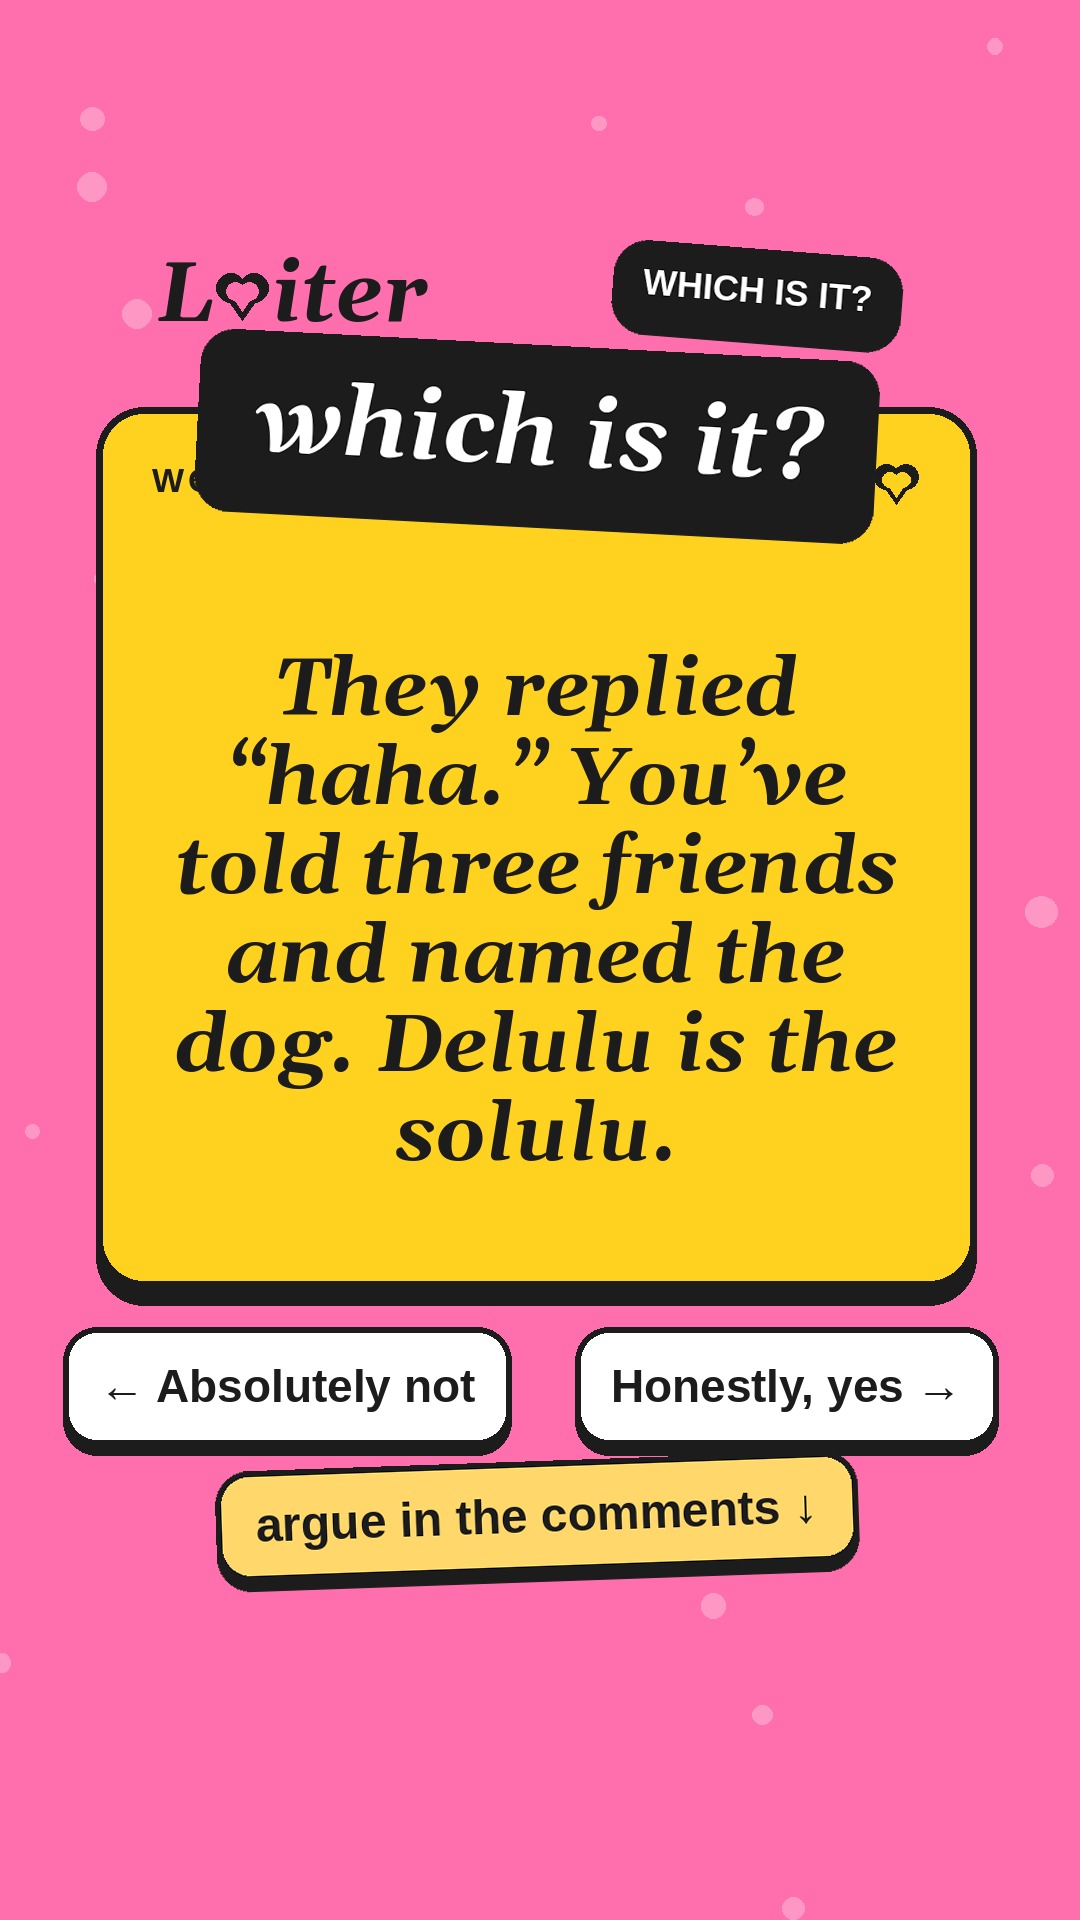 L♡iter
WHICH IS IT?
which is it?
They replied
“haha.” You’ve
told three friends
and named the
dog. Delulu is the
solulu.
← Absolutely not
Honestly, yes →
argue in the comments ↓